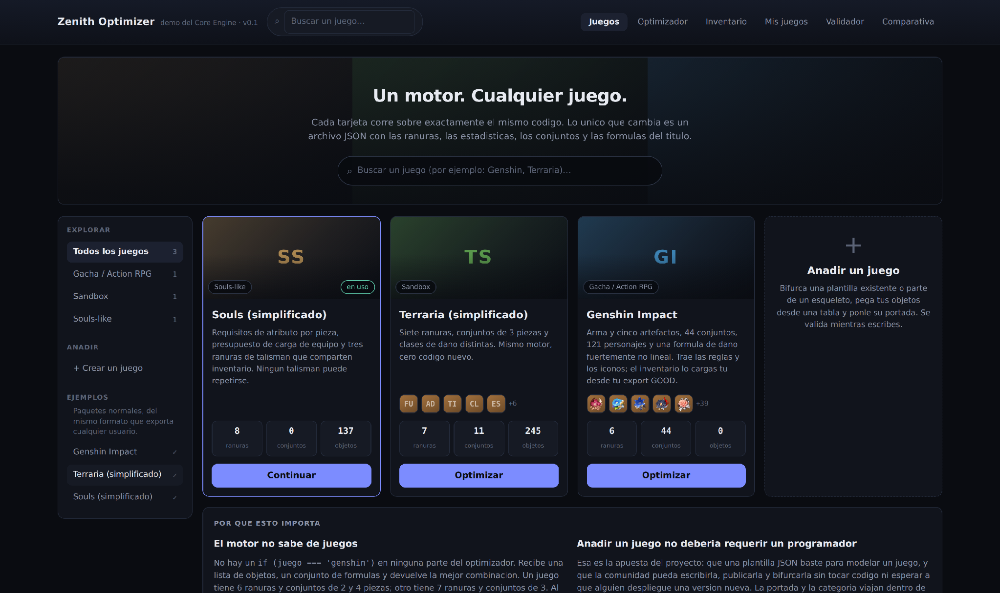 Zenith Optimizer demo del Core Engine · v0.1
Buscar un juego...
Juegos Optimizador Inventario Mis juegos Validador Comparativa
Un motor. Cualquier juego.
Cada tarjeta corre sobre exactamente el mismo codigo. Lo unico que cambia es un
archivo JSON con las ranuras, las estadisticas, los conjuntos y las formulas del titulo.
Buscar un juego (por ejemplo: Genshin, Terraria)...
EXPLORAR
Todos los juegos 3
Gacha / Action RPG 1
Sandbox 1
Souls-like 1
ANADIR
+ Crear un juego
EJEMPLOS
Paquetes normales, del
mismo formato que exporta
cualquier usuario.
Genshin Impact ✓
Terraria (simplificado) ✓
Souls (simplificado) ✓
SS
Souls-like en uso
Souls (simplificado)
Requisitos de atributo por pieza,
presupuesto de carga de equipo y tres
ranuras de talisman que comparten
inventario. Ningun talisman puede
repetirse.
8 0 137
ranuras conjuntos objetos
Continuar
TS
Sandbox
Terraria (simplificado)
Siete ranuras, conjuntos de 3 piezas y
clases de dano distintas. Mismo motor,
cero codigo nuevo.
FU AD TI CL ES +6
7 11 245
ranuras conjuntos objetos
Optimizar
GI
Gacha / Action RPG
Genshin Impact
Arma y cinco artefactos, 44 conjuntos,
121 personajes y una formula de dano
fuertemente no lineal. Trae las reglas y
los iconos; el inventario lo cargas tu
desde tu export GOOD.
+39
6 44 0
ranuras conjuntos objetos
Optimizar
+
Anadir un juego
Bifurca una plantilla existente o parte
de un esqueleto, pega tus objetos
desde una tabla y ponle su portada. Se
valida mientras escribes.
POR QUE ESTO IMPORTA
El motor no sabe de juegos
No hay un if (juego === 'genshin') en ninguna parte del optimizador. Recibe una
lista de objetos, un conjunto de formulas y devuelve la mejor combinacion. Un juego
tiene 6 ranuras y conjuntos de 2 y 4 piezas; otro tiene 7 ranuras y conjuntos de 3. Al
Anadir un juego no deberia requerir un programador
Esa es la apuesta del proyecto: que una plantilla JSON baste para modelar un juego, y
que la comunidad pueda escribirla, publicarla y bifurcarla sin tocar codigo ni esperar a
que alguien despliegue una version nueva. La portada y la categoria viajan dentro de